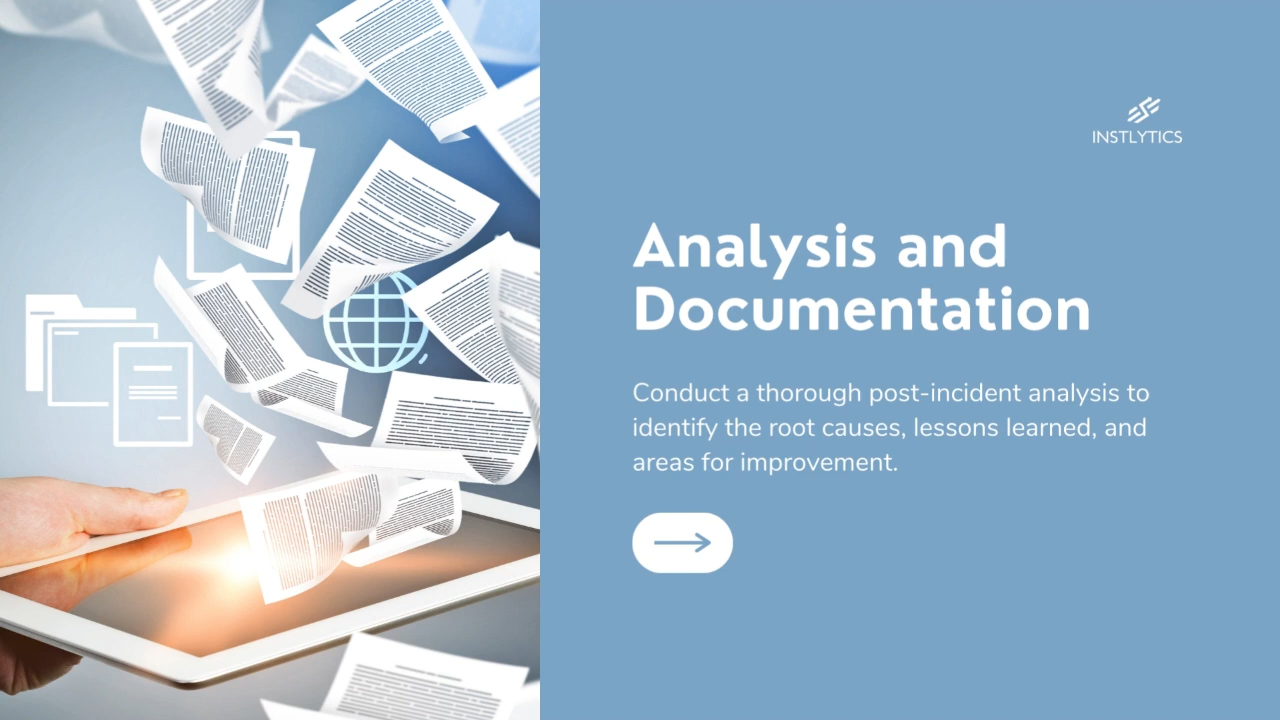 INSTLYTICS
Analysis and
Documentation
Conduct a thorough post-incident analysis to
identify the root causes, lessons learned, and
areas for improvement.